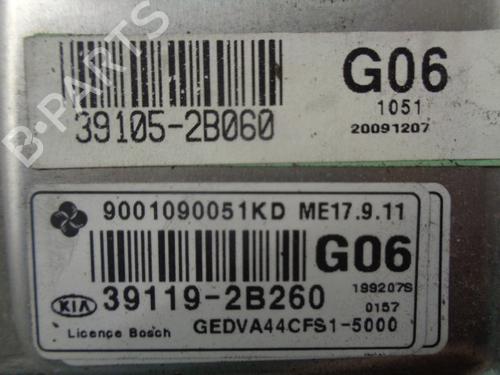 G06
39105-2B060
1051
20091207
9001090051KD ME17.9.11
G06
KIA 39119-2B260
199207S
0157
Licence Bosch GEDVA44CFS1-5000
B-PARTS